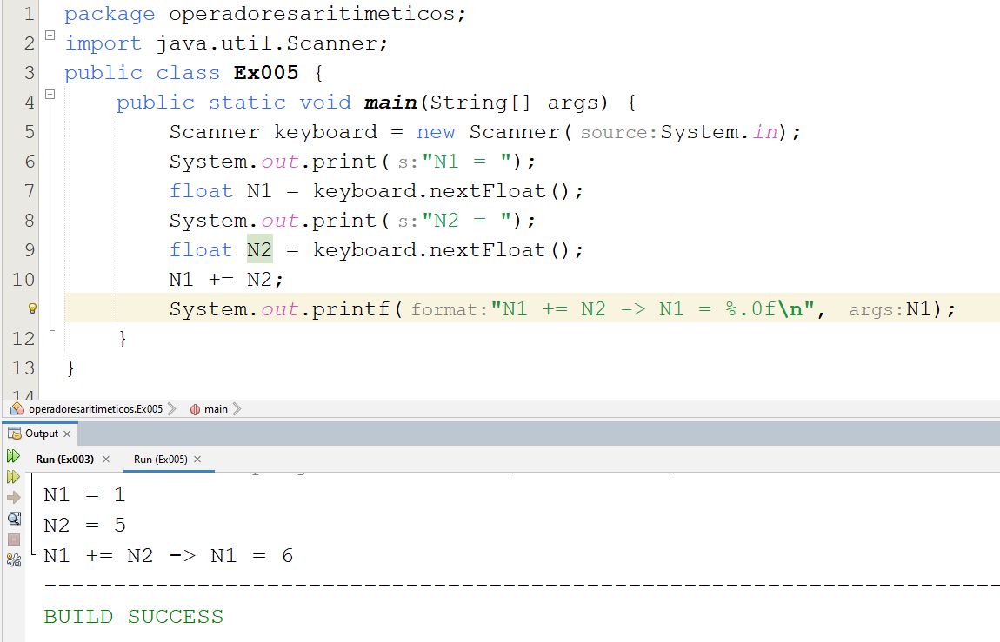 1 package operadoresaritimeticos;
2 import java.util.Scanner;
3 public class Ex005 {
4 public static void main(String[] args) {
5 Scanner keyboard = new Scanner( source:System.in);
6 System.out.print( s:"N1 = ");
7 float N1 = keyboard.nextFloat();
8 System.out.print( s:"N2 = ");
9 float N2 = keyboard.nextFloat();
10 N1 += N2;
System.out.printf( format:"N1 += N2 -> N1 = %.0f\n", args:N1);
12 }
13 }
14
operadoresaritimeticos.Ex005 main
Output
Run (Ex003) Run (Ex005)
N1 = 1
N2 = 5
N1 += N2 -> N1 = 6
------------------------------------------------------------------------
BUILD SUCCESS